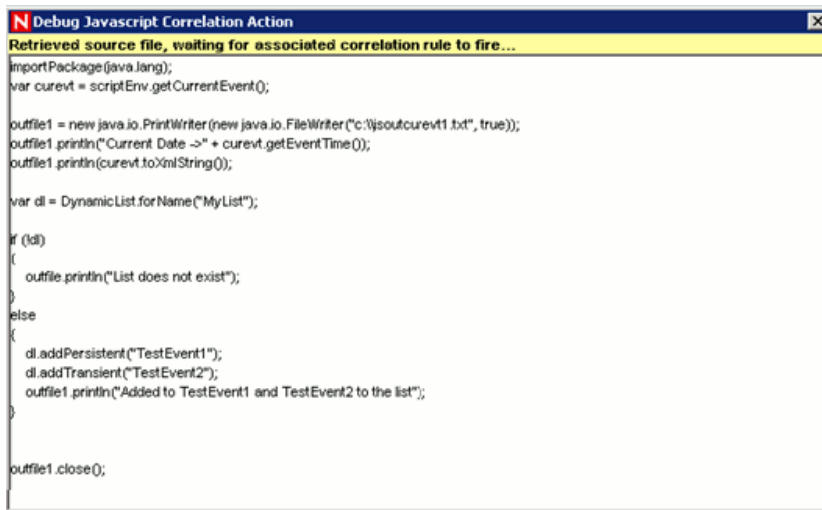 N Debug Javascript Correlation Action
Retrieved source file, waiting for associated correlation rule to fire...
importPackage(java.lang);
var curevt = scriptEnv.getCurrentEvent();
outfile1 = new java.io.PrintWriter(new java.io.FileWriter("c:\\jsoutcurevt1.txt", true));
outfile1.println("Current Date ->" + curevt.getEventTime());
outfile1.println(curevt.toXmlString());
var dl = DynamicList.forName("MyList");
if (!dl)
{
outfile.println("List does not exist");
}
else
{
dl.addPersistent("TestEvent1");
dl.addTransient("TestEvent2");
outfile1.println("Added to TestEvent1 and TestEvent2 to the list");
}
outfile1.close();